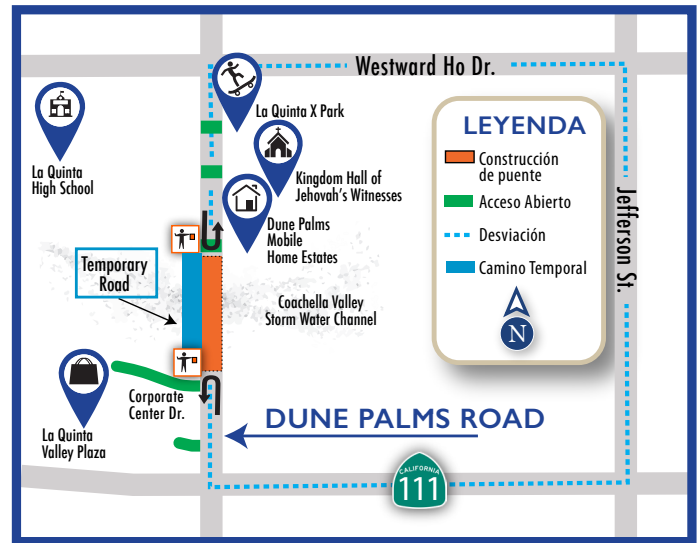 Westward Ho Dr.
La Quinta X Park
La Quinta
High School
Kingdom Hall of
Jehovah's Witnesses
Dune Palms
Mobile
Home Estates
Temporary
Road
Coachella Valley
Storm Water Channel
Corporate
Center Dr.
La Quinta
Valley Plaza
DUNE PALMS ROAD
CALIFORNIA
111
Jefferson St.
LEYENDA
Construcción
de puente
Acceso Abierto
Desviación
Camino Temporal
N